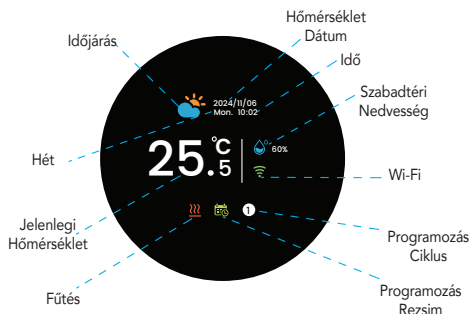 Hőmérséklet
Dátum
Időjárás
Idő
Szabadtéri
Nedvesség
2024/11/06
Mon. 10:02
Hét
25.5
°C
60%
Wi-Fi
Jelenlegi
Hőmérséklet
1
Programozás
Ciklus
Fűtés
Programozás
Rezsim